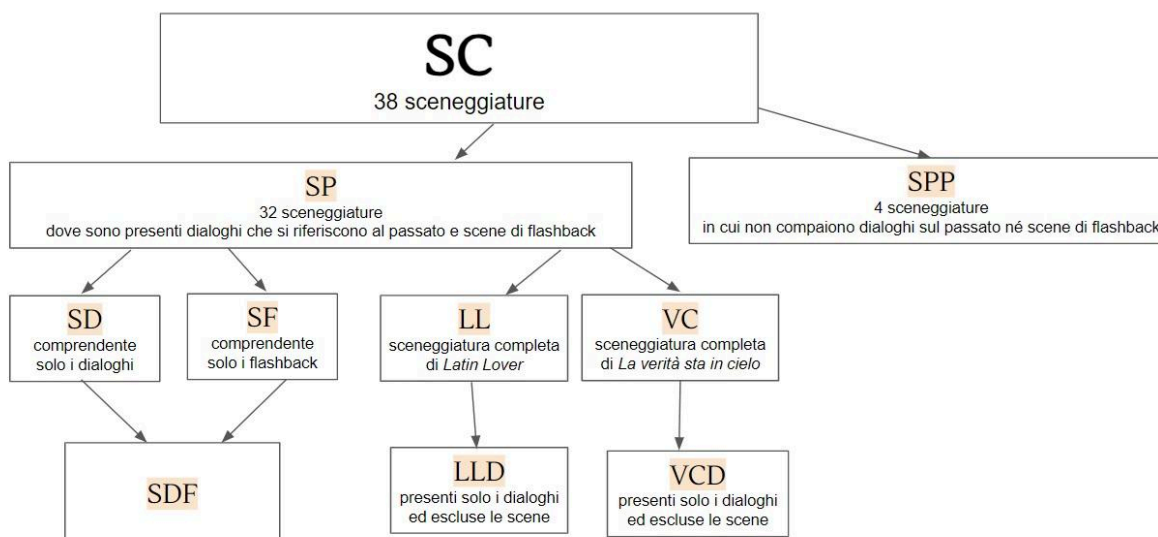 SC
38 sceneggiature
SP
32 sceneggiature
dove sono presenti dialoghi che si riferiscono al passato e scene di flashback
SPP
4 sceneggiature
in cui non compaiono dialoghi sul passato né scene di flashback
SD
comprendente
solo i dialoghi
SF
comprendente
solo i flashback
LL
sceneggiatura completa
di Latin Lover
VC
sceneggiatura completa
di La verità sta in cielo
SDF
LLD
presenti solo i dialoghi
ed escluse le scene
VCD
presenti solo i dialoghi
ed escluse le scene